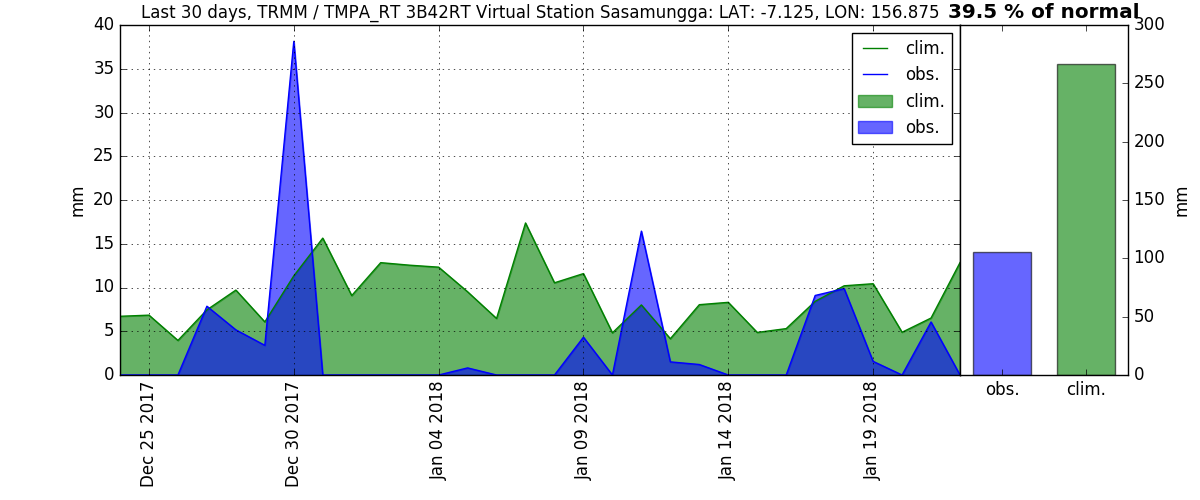 Last 30 days, TRMM / TMPA_RT 3B42RT Virtual Station Sasamungga: LAT: -7.125, LON: 156.875 39.5 % of normal
40
35
30
25
20
15
10
5
0
mm
clim.
obs.
clim.
obs.
Dec 25 2017
Dec 30 2017
Jan 04 2018
Jan 09 2018
Jan 14 2018
Jan 19 2018
300
250
200
150
100
50
0
mm
obs. clim.